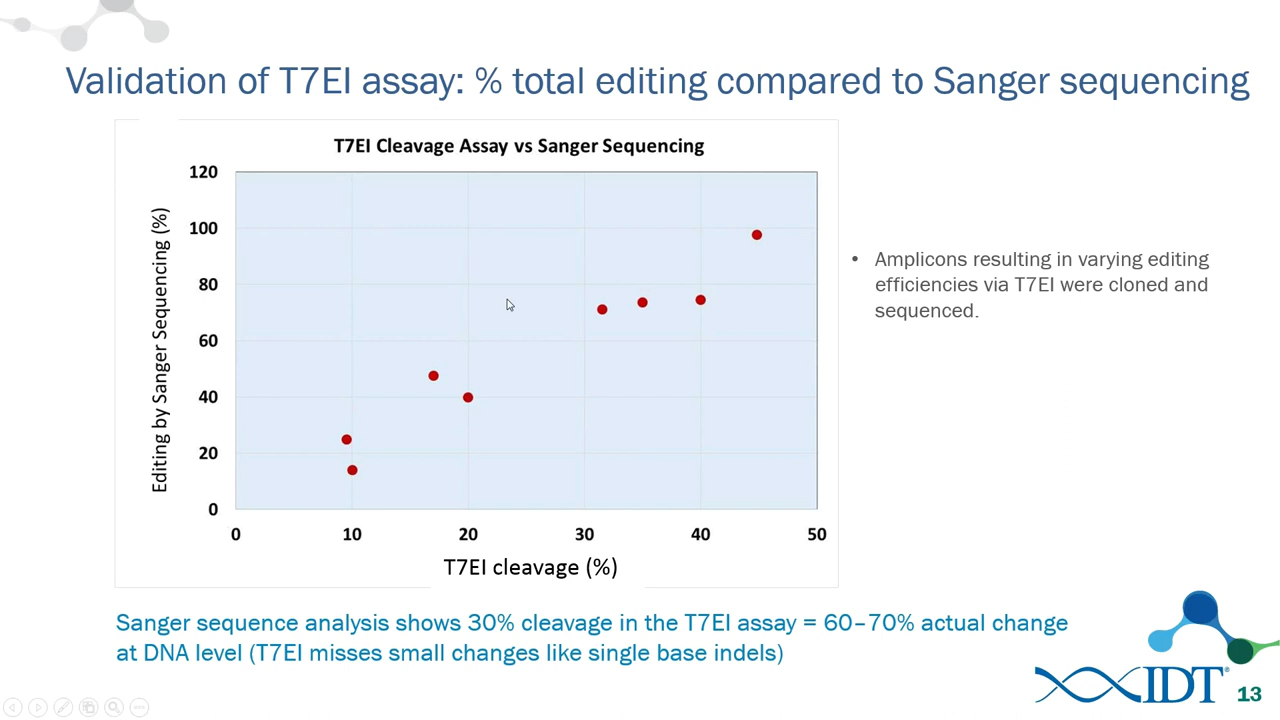 Validation of T7EI assay: % total editing compared to Sanger sequencing
T7EI Cleavage Assay vs Sanger Sequencing
Editing by Sanger Sequencing (%)
120
100
80
60
40
20
0
0 10 20 30 40 50
T7EI cleavage (%)
• Amplicons resulting in varying editing
efficiencies via T7EI were cloned and
sequenced.
Sanger sequence analysis shows 30% cleavage in the T7EI assay = 60–70% actual change
at DNA level (T7EI misses small changes like single base indels)
IDT®
13